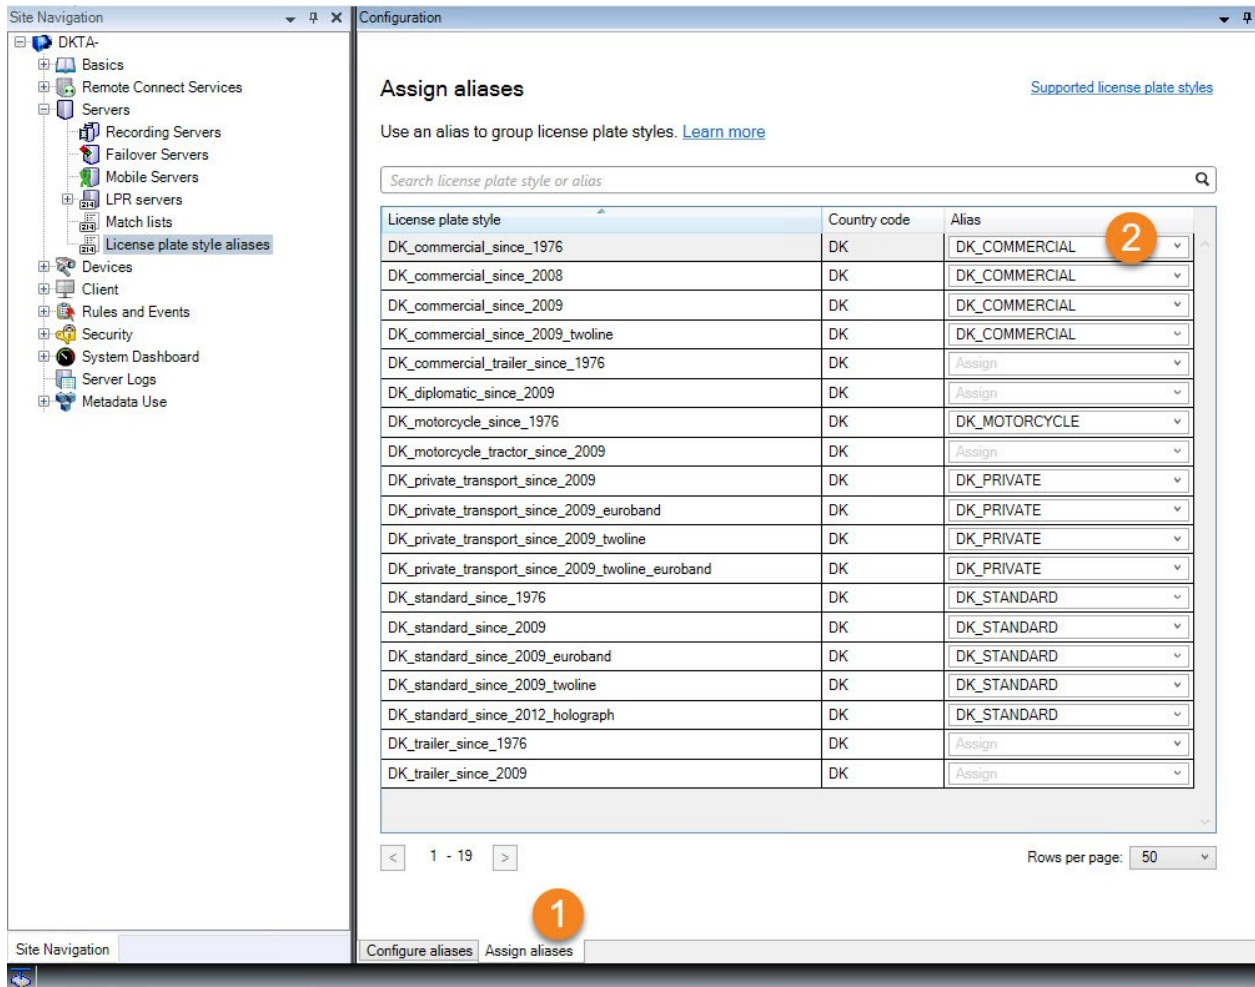 Site Navigation
DKTA-
Basics
Remote Connect Services
Servers
Recording Servers
Failover Servers
Mobile Servers
LPR servers
Match lists
License plate style aliases
Devices
Client
Rules and Events
Security
System Dashboard
Server Logs
Metadata Use
Site Navigation
Configuration
Assign aliases
Supported license plate styles
Use an alias to group license plate styles. Learn more
Search license plate style or alias
License plate style Country code Alias
2
DK_commercial_since_1976 DK DK_COMMERCIAL
DK_commercial_since_2008 DK DK_COMMERCIAL
DK_commercial_since_2009 DK DK_COMMERCIAL
DK_commercial_since_2009_twoline DK DK_COMMERCIAL
DK_commercial_trailer_since_1976 DK Assign
DK_diplomatic_since_2009 DK Assign
DK_motorcycle_since_1976 DK DK_MOTORCYCLE
DK_motorcycle_tractor_since_2009 DK Assign
DK_private_transport_since_2009 DK DK_PRIVATE
DK_private_transport_since_2009_euroband DK DK_PRIVATE
DK_private_transport_since_2009_twoline DK DK_PRIVATE
DK_private_transport_since_2009_twoline_euroband DK DK_PRIVATE
DK_standard_since_1976 DK DK_STANDARD
DK_standard_since_2009 DK DK_STANDARD
DK_standard_since_2009_euroband DK DK_STANDARD
DK_standard_since_2009_twoline DK DK_STANDARD
DK_standard_since_2012_holograph DK DK_STANDARD
DK_trailer_since_1976 DK Assign
DK_trailer_since_2009 DK Assign
< 1 - 19 > Rows per page: 50
1
Configure aliases Assign aliases